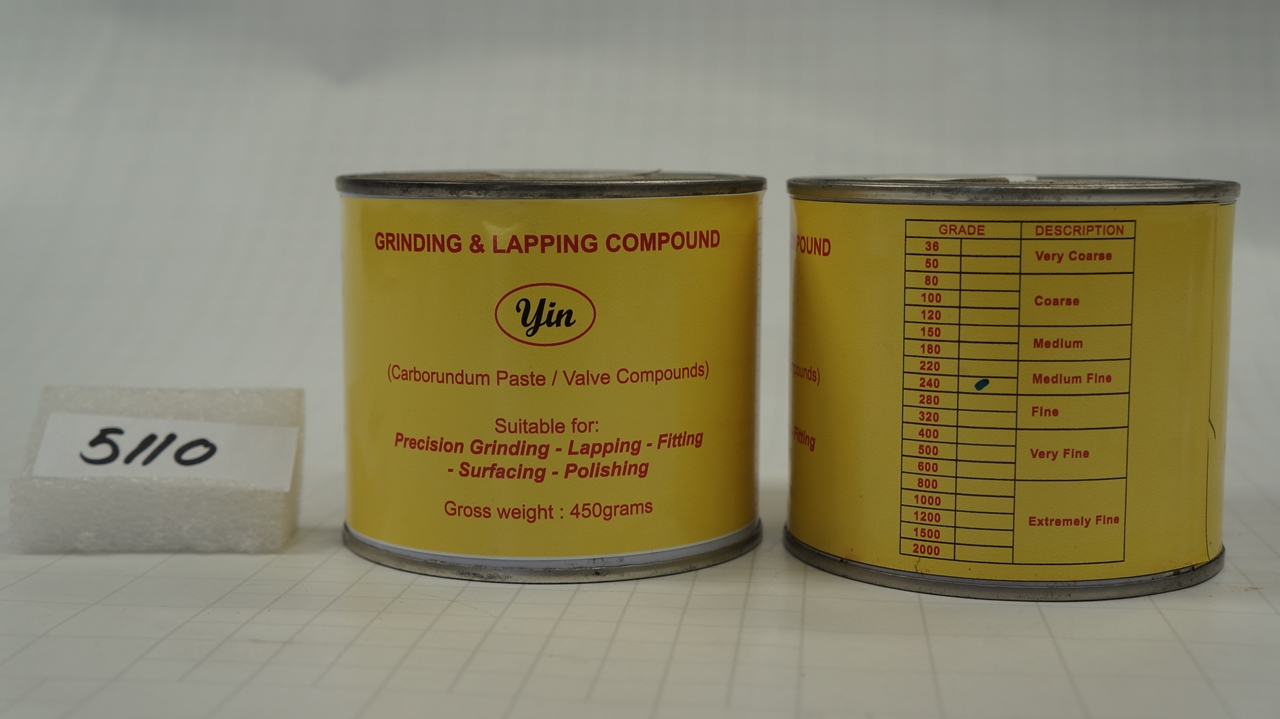 5110
GRINDING & LAPPING COMPOUND
Yin
(Carborundum Paste / Valve Compounds)
Suitable for:
Precision Grinding - Lapping - Fitting
- Surfacing - Polishing
Gross weight : 450grams
POUND
pounds)
-Fitting
GRADE DESCRIPTION
36
Very Coarse
50
80
100 Coarse
120
150
Medium
180
220
Medium Fine
240
280
Fine
320
400
500 Very Fine
600
800
1000
1200 Extremely Fine
1500
2000